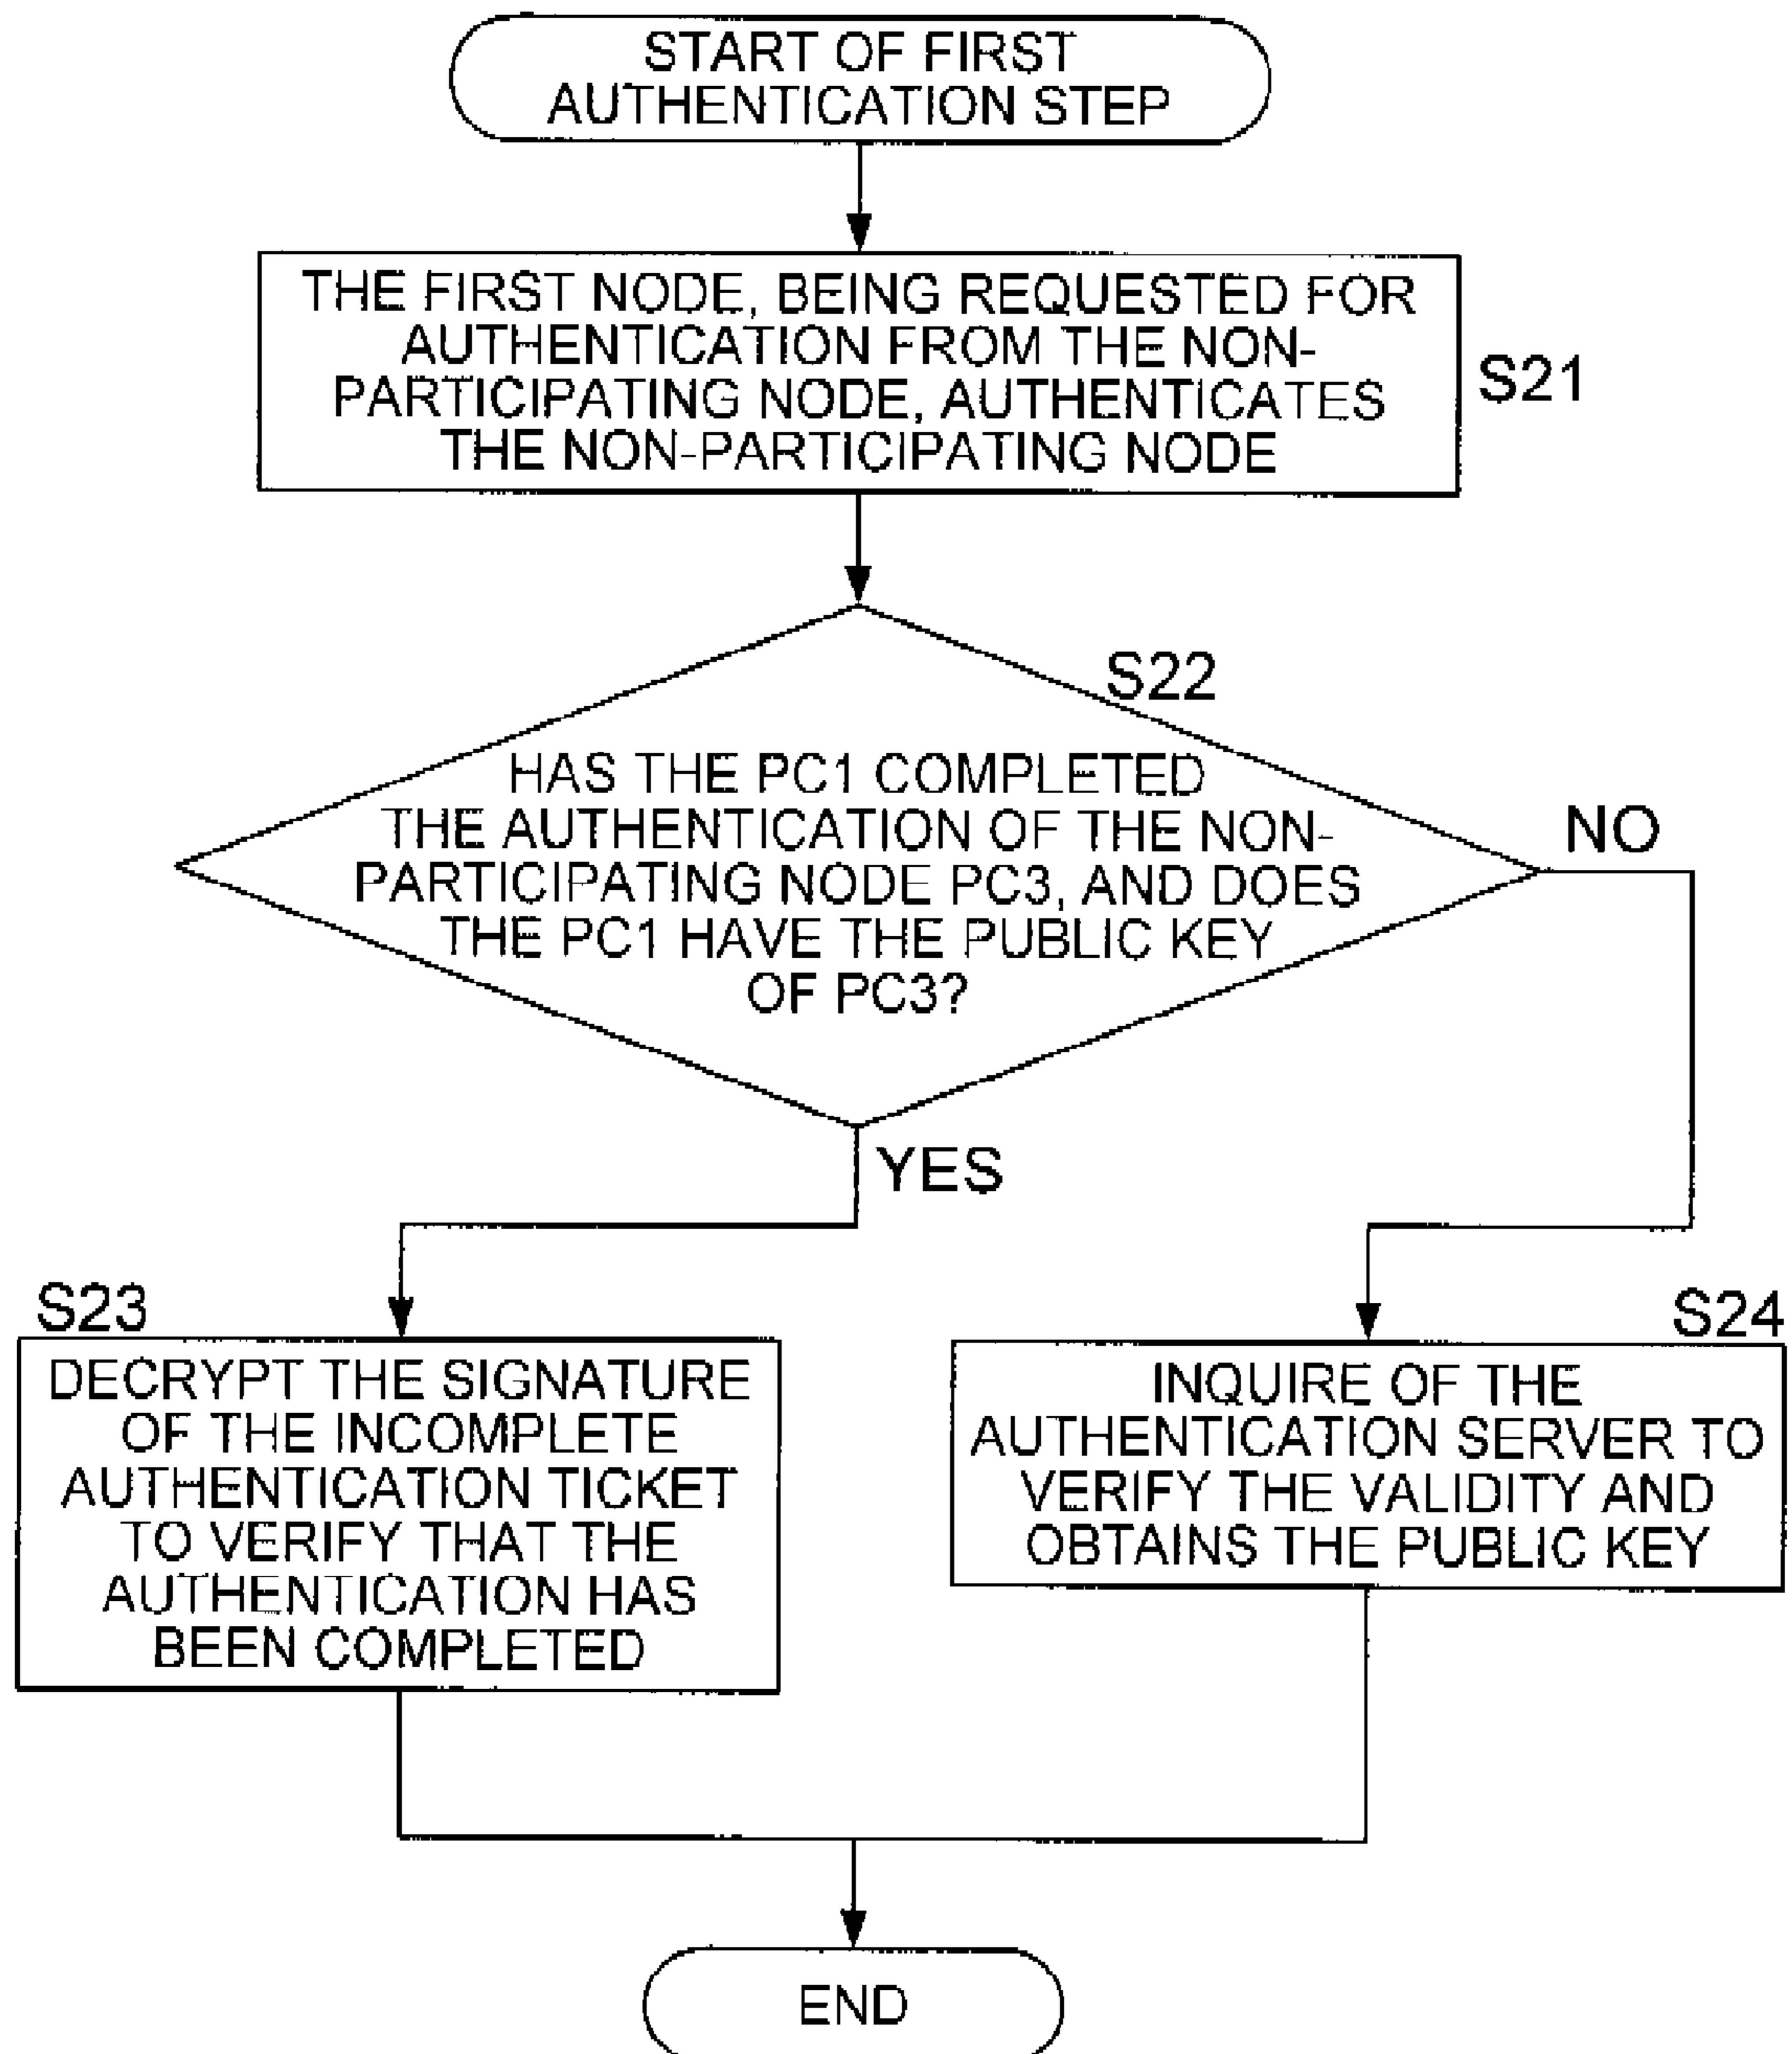 START OF FIRST
AUTHENTICATION STEP
THE FIRST NODE, BEING REQUESTED FOR
AUTHENTICATION FROM THE NON-
PARTICIPATING NODE, AUTHENTICATES
THE NON-PARTICIPATING NODE
S21
S22
HAS THE PC1 COMPLETED
THE AUTHENTICATION OF THE NON-
PARTICIPATING NODE PC3, AND DOES
THE PC1 HAVE THE PUBLIC KEY
OF PC3?
NO
YES
S23
DECRYPT THE SIGNATURE
OF THE INCOMPLETE
AUTHENTICATION TICKET
TO VERIFY THAT THE
AUTHENTICATION HAS
BEEN COMPLETED
S24
INQUIRE OF THE
AUTHENTICATION SERVER TO
VERIFY THE VALIDITY AND
OBTAINS THE PUBLIC KEY
END